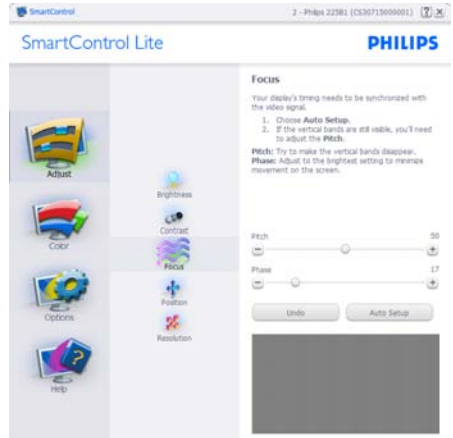 SmartControl
2 - Philips 225B1 (CS30715000001)
SmartControl Lite
PHILIPS
Adjust
Color
Options
Help
Brightness
Contrast
Focus
Position
Resolution
Focus
Your display's timing needs to be synchronized with
the video signal.
1. Choose Auto Setup.
2. If the vertical bands are still visible, you'll need
to adjust the Pitch.
Pitch: Try to make the vertical bands disappear.
Phase: Adjust to the brightest setting to minimize
movement on the screen.
Pitch 50
Phase 17
Undo Auto Setup